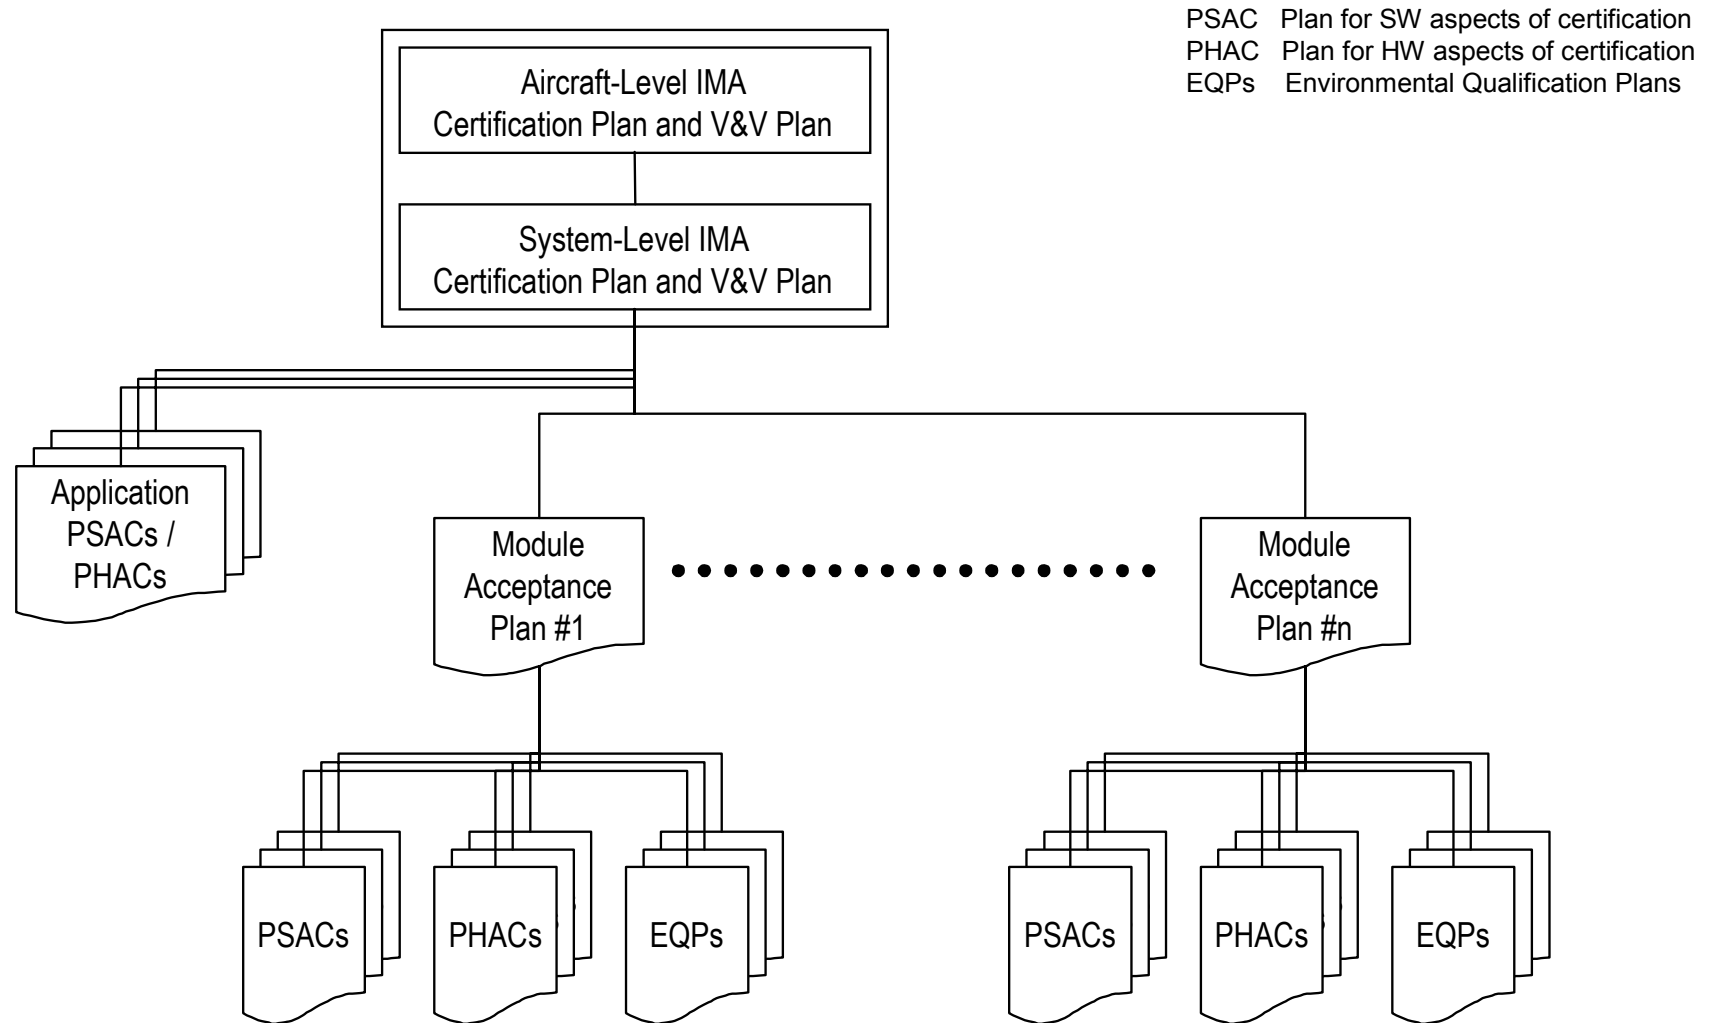 PSAC Plan for SW aspects of certification
PHAC Plan for HW aspects of certification
EQPs Environmental Qualification Plans
Aircraft-Level IMA
Certification Plan and V&V Plan
System-Level IMA
Certification Plan and V&V Plan
Application
PSACs /
PHACs
Module
Acceptance
Plan #1
Module
Acceptance
Plan #n
PSACs
PHACs
EQPs
PSACs
PHACs
EQPs